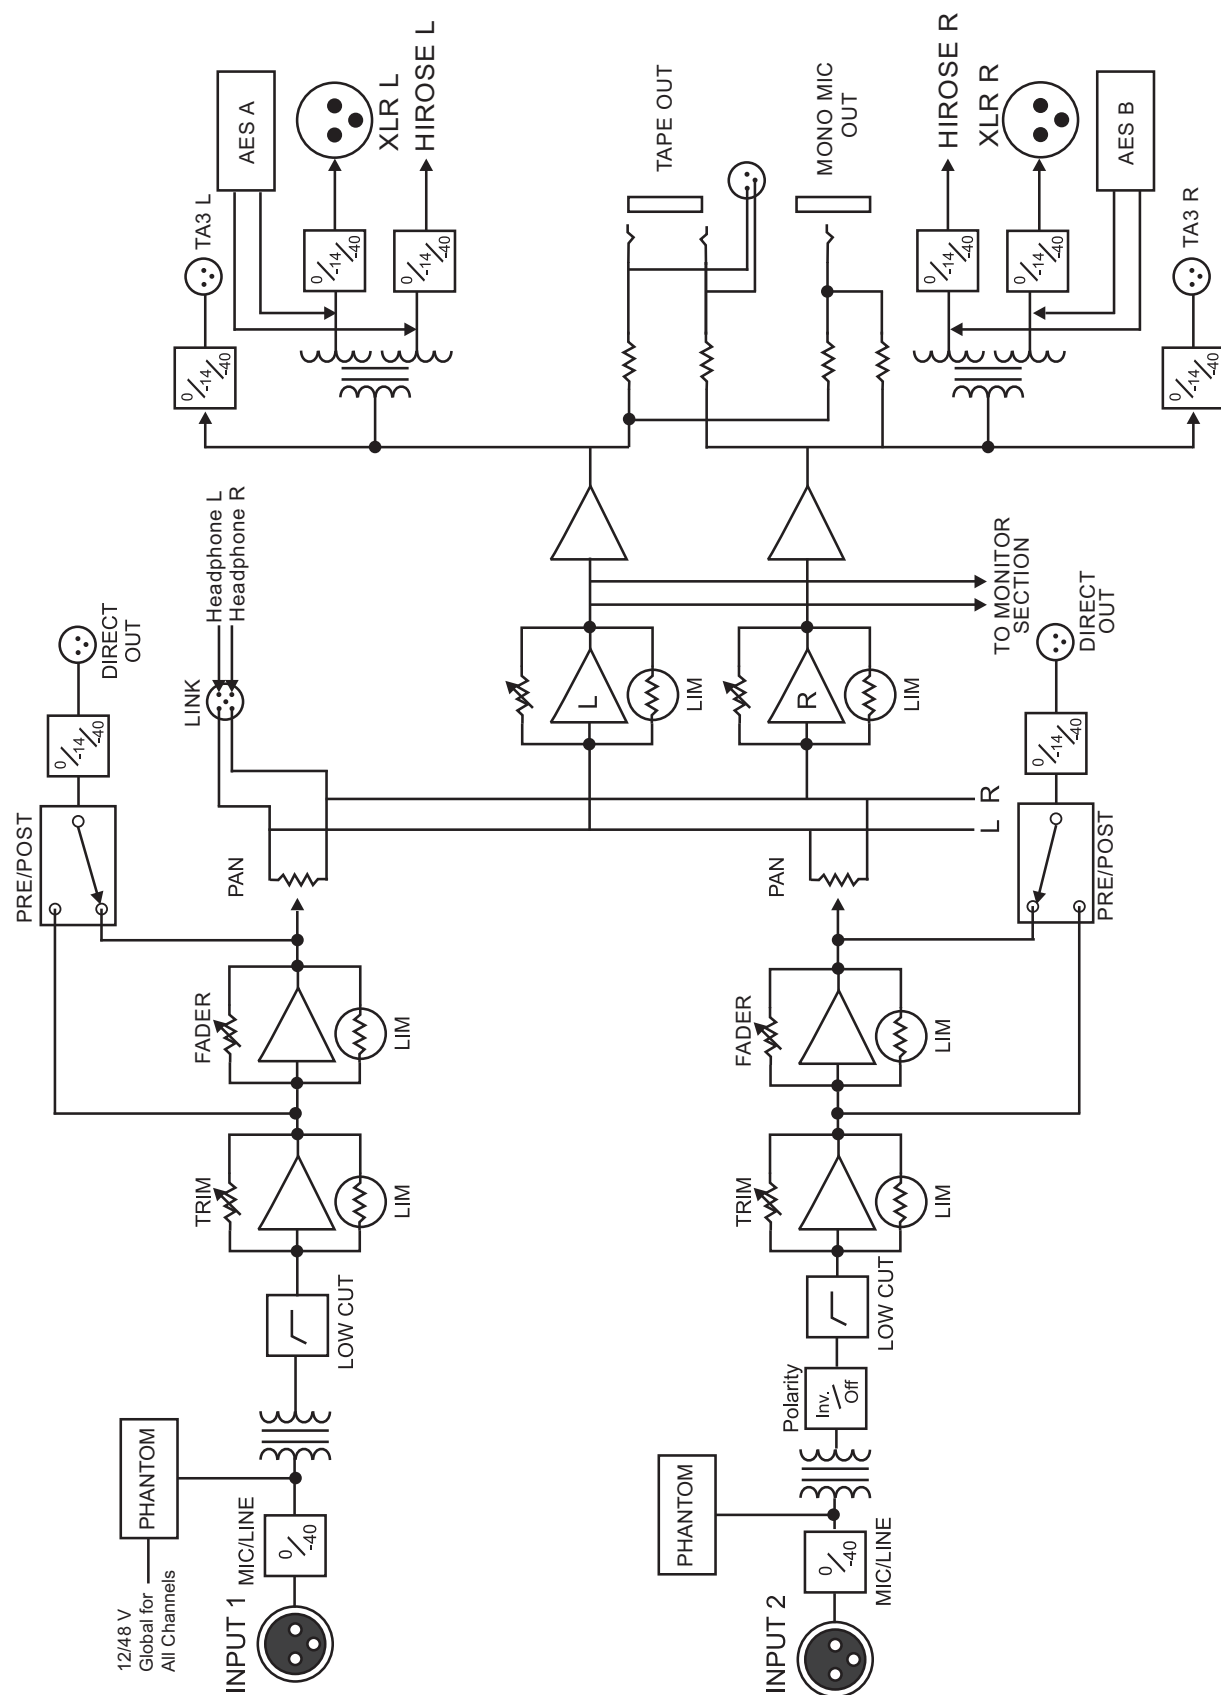 12/48 V
Global for
All Channels
PHANTOM
INPUT 1
MIC/LINE
0/-40
LOW CUT
TRIM
LIM
FADER
LIM
PRE/POST
0/-14/-40
DIRECT
OUT
PAN
LINK
Headphone L
Headphone R
INPUT 2
MIC/LINE
0/-40
PHANTOM
Polarity
Inv./Off
LOW CUT
TRIM
LIM
FADER
LIM
PAN
PRE/POST
0/-14/-40
DIRECT
OUT
L
R
L
LIM
R
LIM
TO MONITOR
SECTION
0/-14/-40
TA3 L
AES A
0/-14/-40
XLR L
0/-14/-40
HIROSE L
TAPE OUT
MONO MIC
OUT
0/-14/-40
HIROSE R
0/-14/-40
XLR R
AES B
0/-14/-40
TA3 R